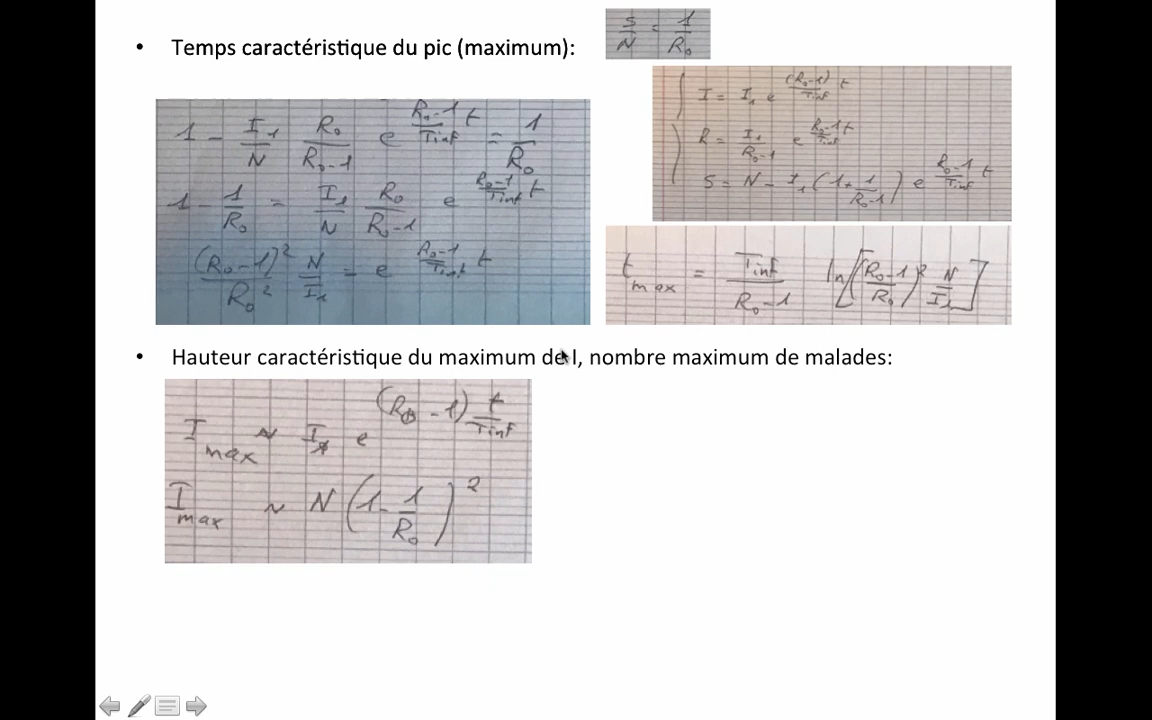 • Temps caractéristique du pic (maximum):
S/N = 1/R₀
I = I₁ e^((R₀-1)/Tinf t)
R = I₁/(R₀-1) e^((R₀-1)/Tinf t)
S = N - I₁ (1 + 1/(R₀-1)) e^((R₀-1)/Tinf t)
1 - I₁/N R₀/(R₀-1) e^((R₀-1)/Tinf t) = 1/R₀
1 - 1/R₀ = I₁/N R₀/(R₀-1) e^((R₀-1)/Tinf t)
(R₀-1)²/R₀² N/I₁ = e^((R₀-1)/Tinf t)
t max = Tinf/(R₀-1) ln[((R₀-1)/R₀)² N/I₁]
• Hauteur caractéristique du maximum de I, nombre maximum de malades:
I max ~ I₁ e^((R₀-1) t/Tinf)
I max ~ N (1 - 1/R₀)²